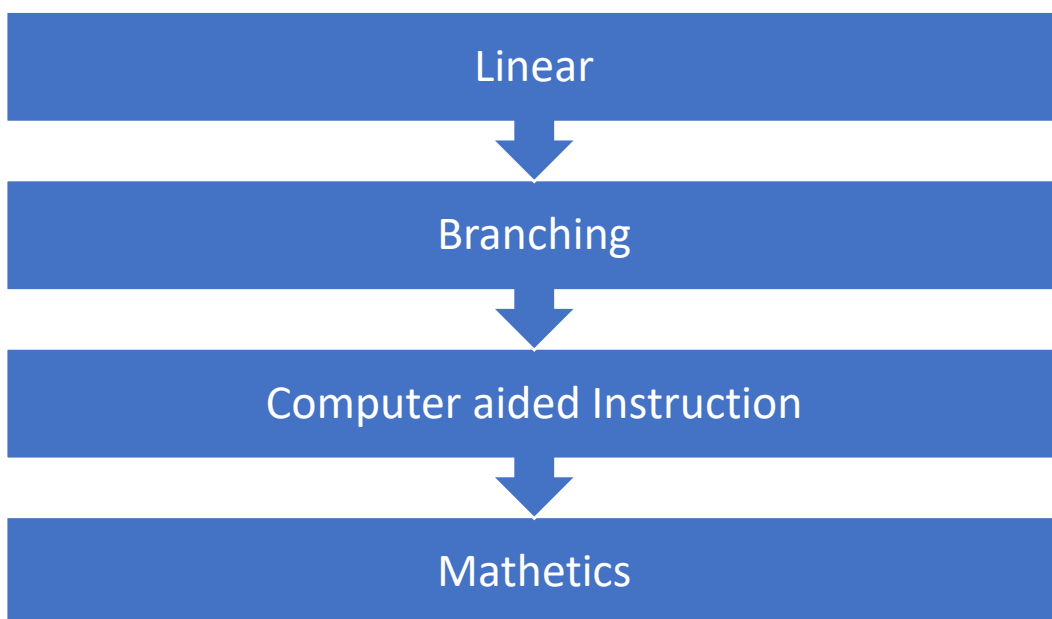 Linear
Branching
Computer aided Instruction
Mathetics